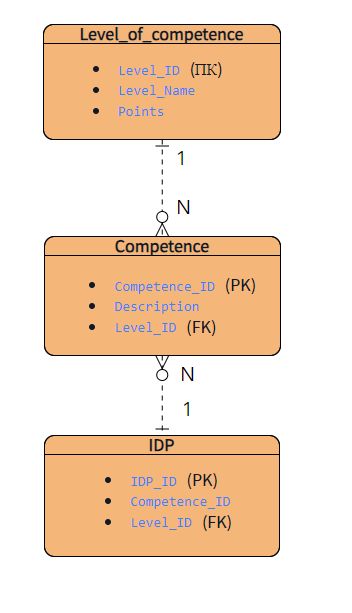 Level_of_competence
• Level_ID (ПК)
• Level_Name
• Points
1
N
Competence
• Competence_ID (PK)
• Description
• Level_ID (FK)
N
1
IDP
• IDP_ID (PK)
• Competence_ID
• Level_ID (FK)